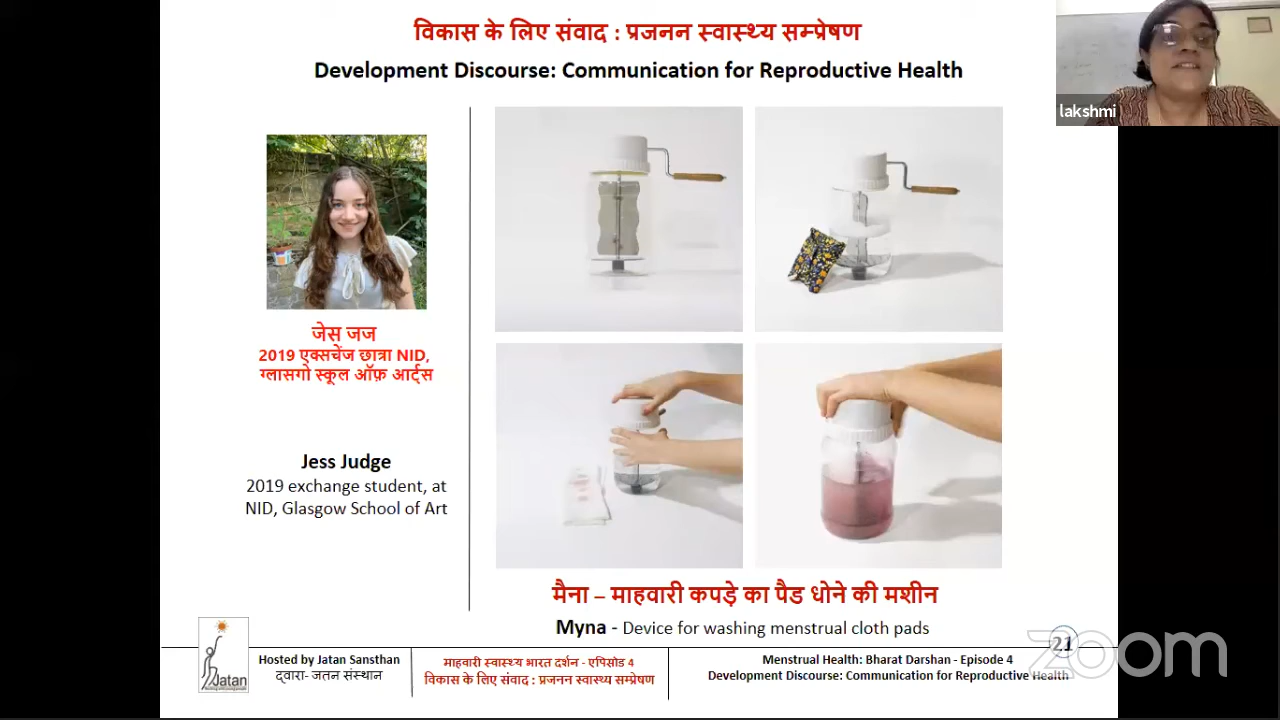 विकास के लिए संवाद : प्रजनन स्वास्थ्य सम्प्रेषण
Development Discourse: Communication for Reproductive Health
lakshmi
जेस जज
2019 एक्सचेंज छात्रा NID,
ग्लासगो स्कूल ऑफ़ आर्ट्स
Jess Judge
2019 exchange student, at
NID, Glasgow School of Art
मैना – माहवारी कपड़े का पैड धोने की मशीन
Myna - Device for washing menstrual cloth pads
Jatan
Hosted by Jatan Sansthan
द्वारा- जतन संस्थान
माहवारी स्वास्थ्य भारत दर्शन - एपिसोड 4
विकास के लिए संवाद : प्रजनन स्वास्थ्य सम्प्रेषण
Menstrual Health: Bharat Darshan - Episode 4
Development Discourse: Communication for Reproductive Health
21
zoom